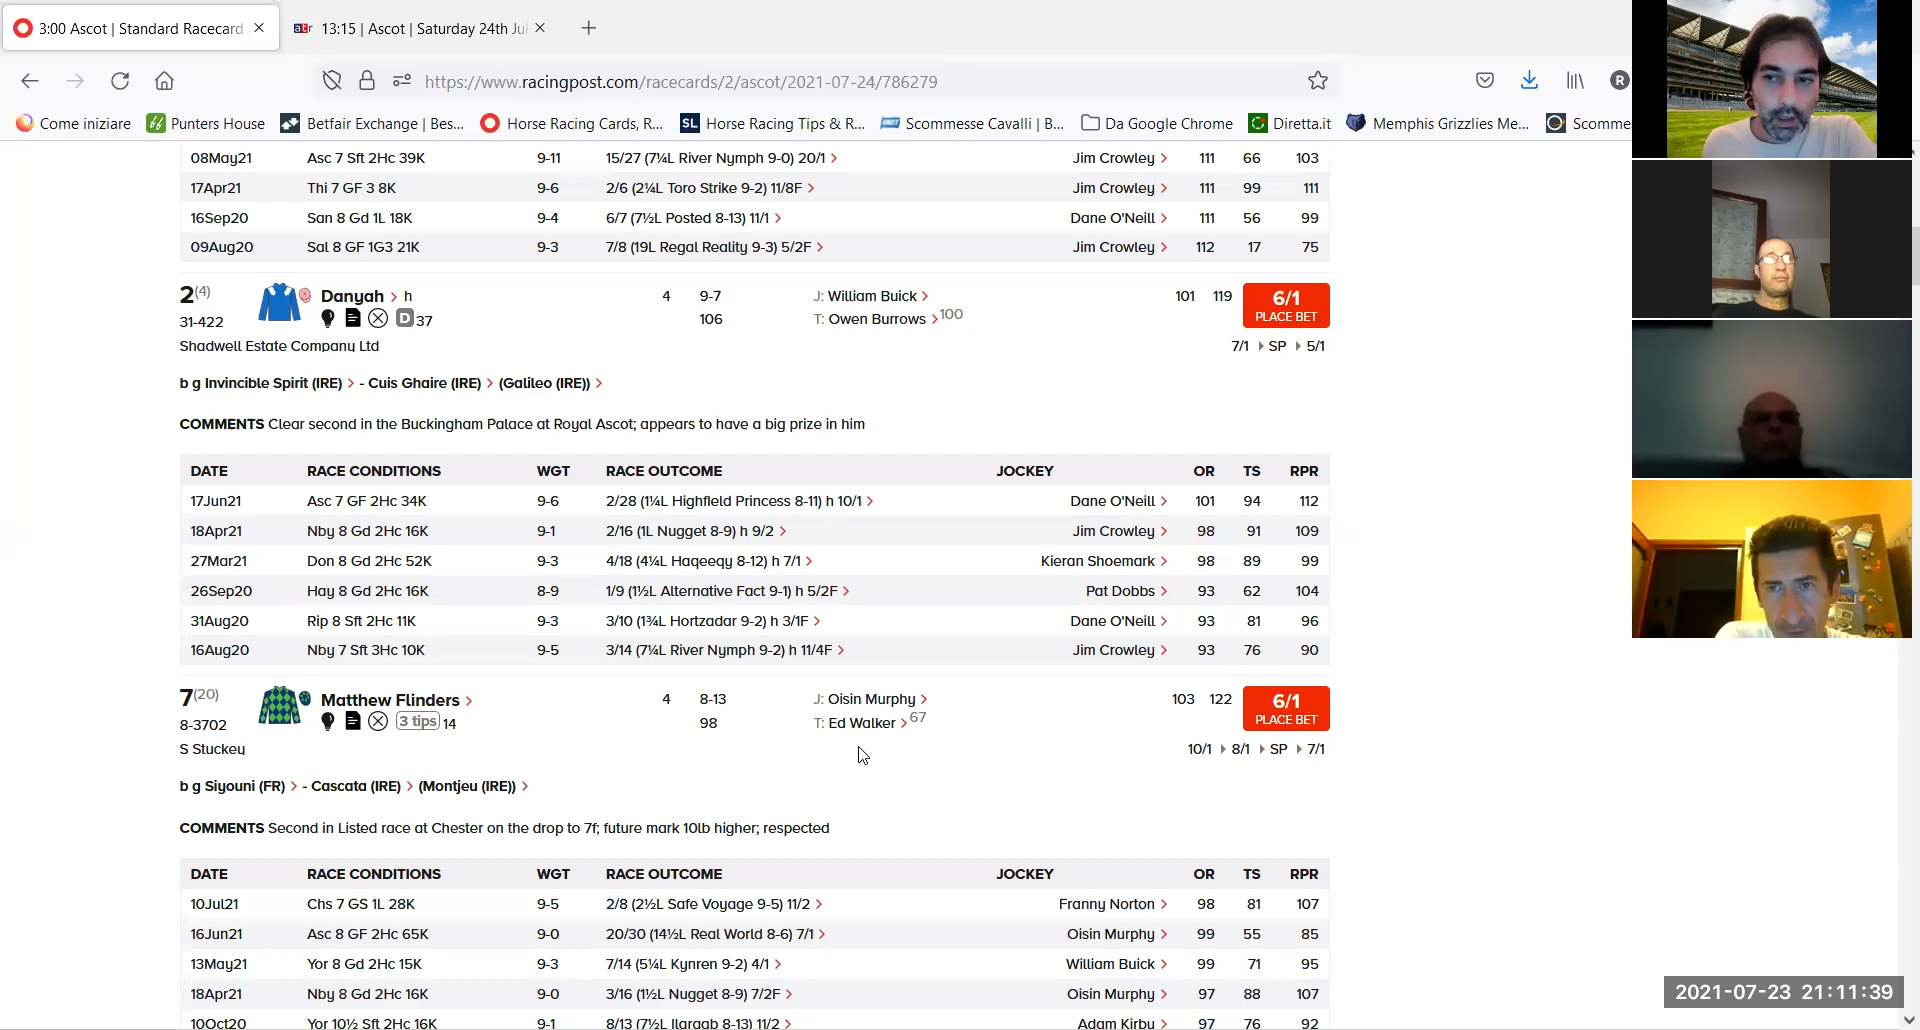 3:00 Ascot | Standard Racecard
atr 13:15 | Ascot | Saturday 24th Jul
https://www.racingpost.com/racecards/2/ascot/2021-07-24/786279
R
Come iniziare Punters House Betfair Exchange | Bes... Horse Racing Cards, R... SL Horse Racing Tips & R... Scommesse Cavalli | B... Da Google Chrome Diretta.it Memphis Grizzlies Me... Scomme
08May21 Asc 7 Sft 2Hc 39K 9-11 15/27 (7¼L River Nymph 9-0) 20/1 Jim Crowley 111 66 103
17Apr21 Thi 7 GF 3 8K 9-6 2/6 (2¼L Toro Strike 9-2) 11/8F Jim Crowley 111 99 111
16Sep20 San 8 Gd 1L 18K 9-4 6/7 (7½L Posted 8-13) 11/1 Dane O'Neill 111 56 99
09Aug20 Sal 8 GF 1G3 21K 9-3 7/8 (19L Regal Reality 9-3) 5/2F Jim Crowley 112 17 75
2(4) Danyah h 4 9-7 J: William Buick 101 119 6/1
31-422 D 37 106 T: Owen Burrows 100 PLACE BET
Shadwell Estate Company Ltd 7/1 SP 5/1
b g Invincible Spirit (IRE) - Cuis Ghaire (IRE) (Galileo (IRE))
COMMENTS Clear second in the Buckingham Palace at Royal Ascot; appears to have a big prize in him
DATE RACE CONDITIONS WGT RACE OUTCOME JOCKEY OR TS RPR
17Jun21 Asc 7 GF 2Hc 34K 9-6 2/28 (1¼L Highfield Princess 8-11) h 10/1 Dane O'Neill 101 94 112
18Apr21 Nby 8 Gd 2Hc 16K 9-1 2/16 (1L Nugget 8-9) h 9/2 Jim Crowley 98 91 109
27Mar21 Don 8 Gd 2Hc 52K 9-3 4/18 (4¼L Haqeeqy 8-12) h 7/1 Kieran Shoemark 98 89 99
26Sep20 Hay 8 Gd 2Hc 16K 8-9 1/9 (1½L Alternative Fact 9-1) h 5/2F Pat Dobbs 93 62 104
31Aug20 Rip 8 Sft 2Hc 11K 9-3 3/10 (1¾L Hortzadar 9-2) h 3/1F Dane O'Neill 93 81 96
16Aug20 Nby 7 Sft 3Hc 10K 9-5 3/14 (7¼L River Nymph 9-2) h 11/4F Jim Crowley 93 76 90
7(20) Matthew Flinders 4 8-13 J: Oisin Murphy 103 122 6/1
8-3702 3 tips 14 98 T: Ed Walker 67 PLACE BET
S Stuckey 10/1 8/1 SP 7/1
b g Siyouni (FR) - Cascata (IRE) (Montjeu (IRE))
COMMENTS Second in Listed race at Chester on the drop to 7f; future mark 10lb higher; respected
DATE RACE CONDITIONS WGT RACE OUTCOME JOCKEY OR TS RPR
10Jul21 Chs 7 GS 1L 28K 9-5 2/8 (2½L Safe Voyage 9-5) 11/2 Franny Norton 98 81 107
16Jun21 Asc 8 GF 2Hc 65K 9-0 20/30 (14½L Real World 8-6) 7/1 Oisin Murphy 99 55 85
13May21 Yor 8 Gd 2Hc 15K 9-3 7/14 (5¼L Kynren 9-2) 4/1 William Buick 99 71 95
18Apr21 Nby 8 Gd 2Hc 16K 9-0 3/16 (1½L Nugget 8-9) 7/2F Oisin Murphy 97 88 107
10Oct20 Yor 10½ Sft 2Hc 16K 9-1 8/13 (7½L Ilaraab 8-13) 11/2 Adam Kirby 97 76 92
2021-07-23 21:11:39